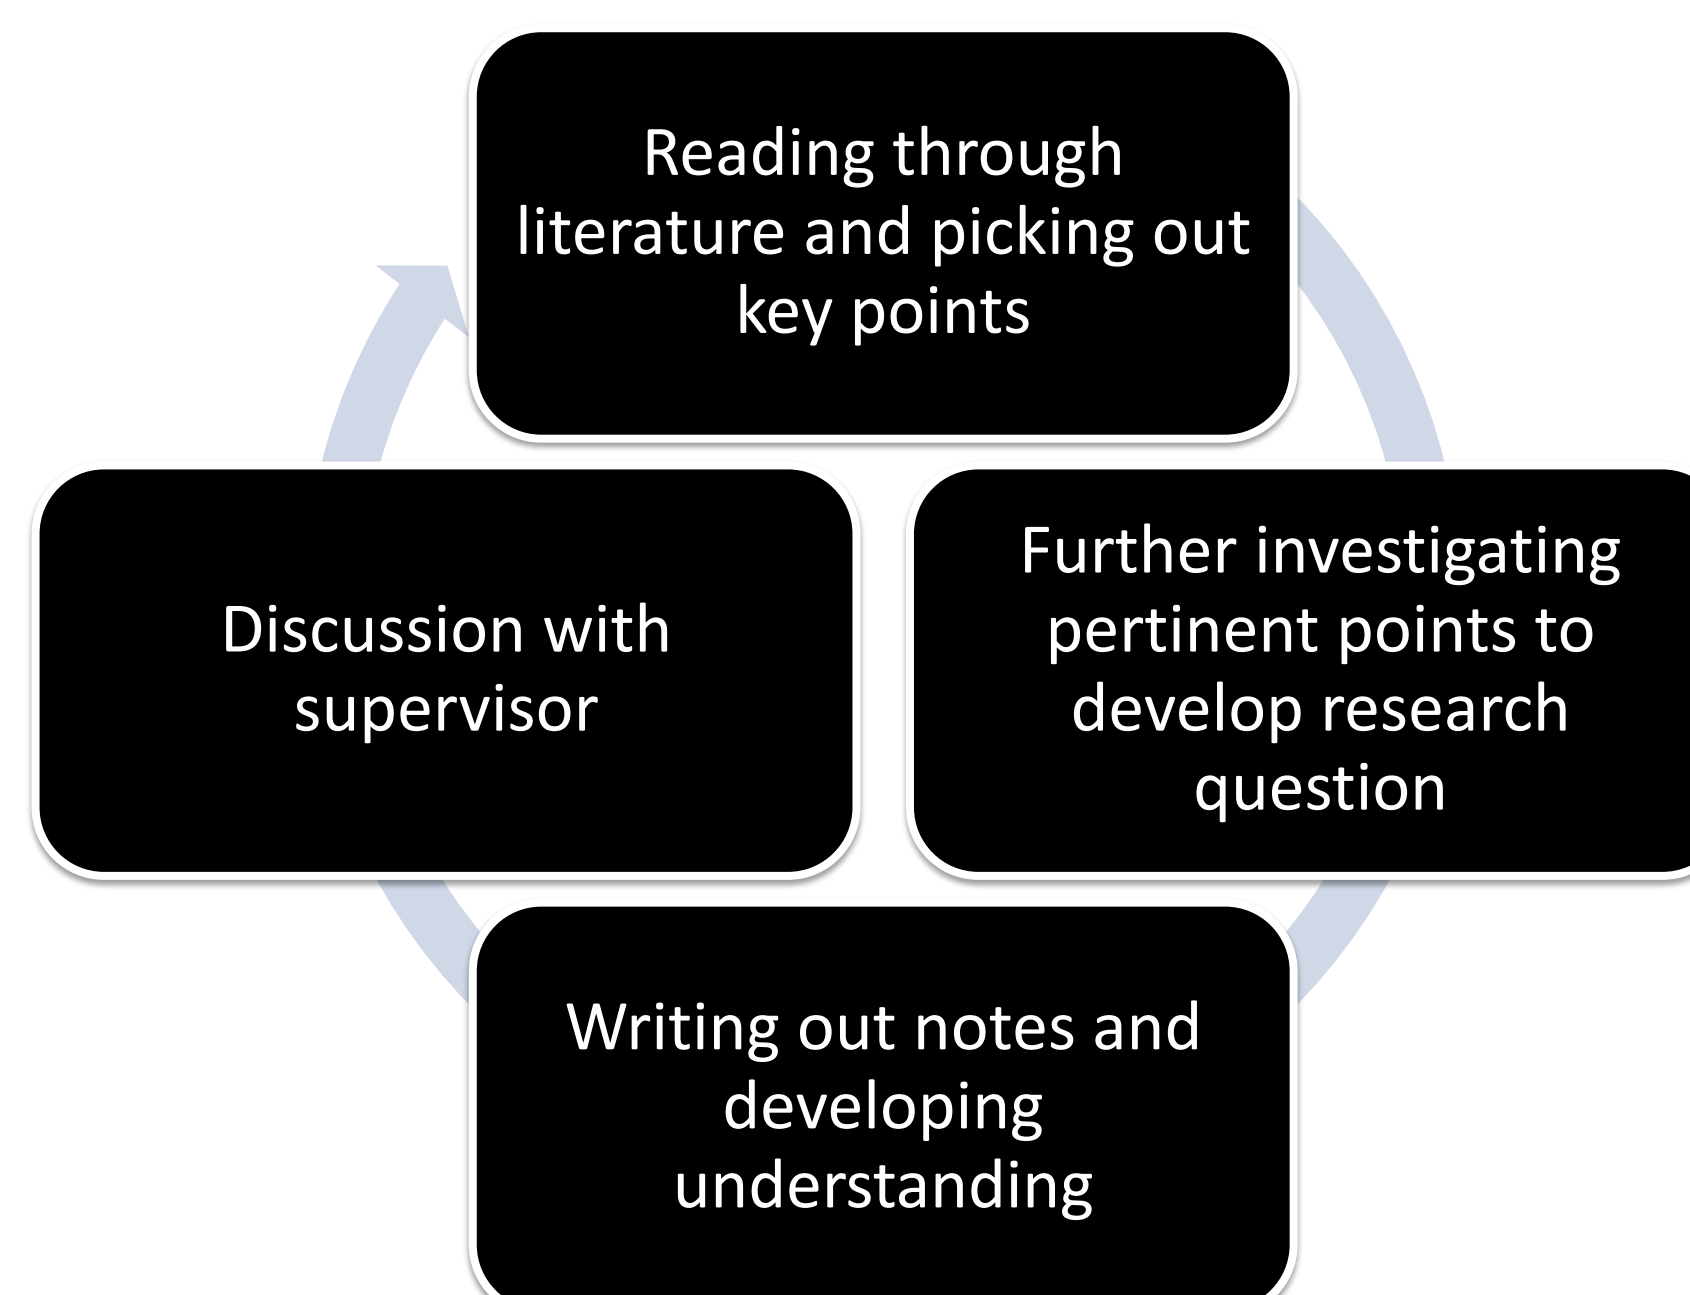 Reading through
literature and picking out
key points
Further investigating
pertinent points to
develop research
question
Writing out notes and
developing
understanding
Discussion with
supervisor